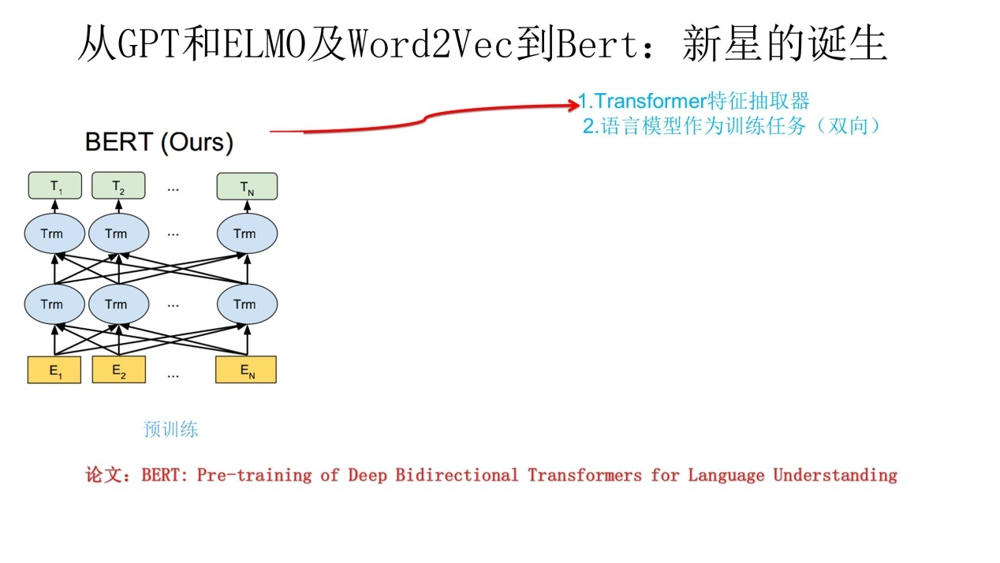 从GPT和ELMO及Word2Vec到Bert：新星的诞生
1.Transformer特征抽取器
2.语言模型作为训练任务（双向）
BERT (Ours)
T1 T2 ... TN
Trm Trm ... Trm
Trm Trm ... Trm
E1 E2 ... EN
预训练
论文：BERT: Pre-training of Deep Bidirectional Transformers for Language Understanding